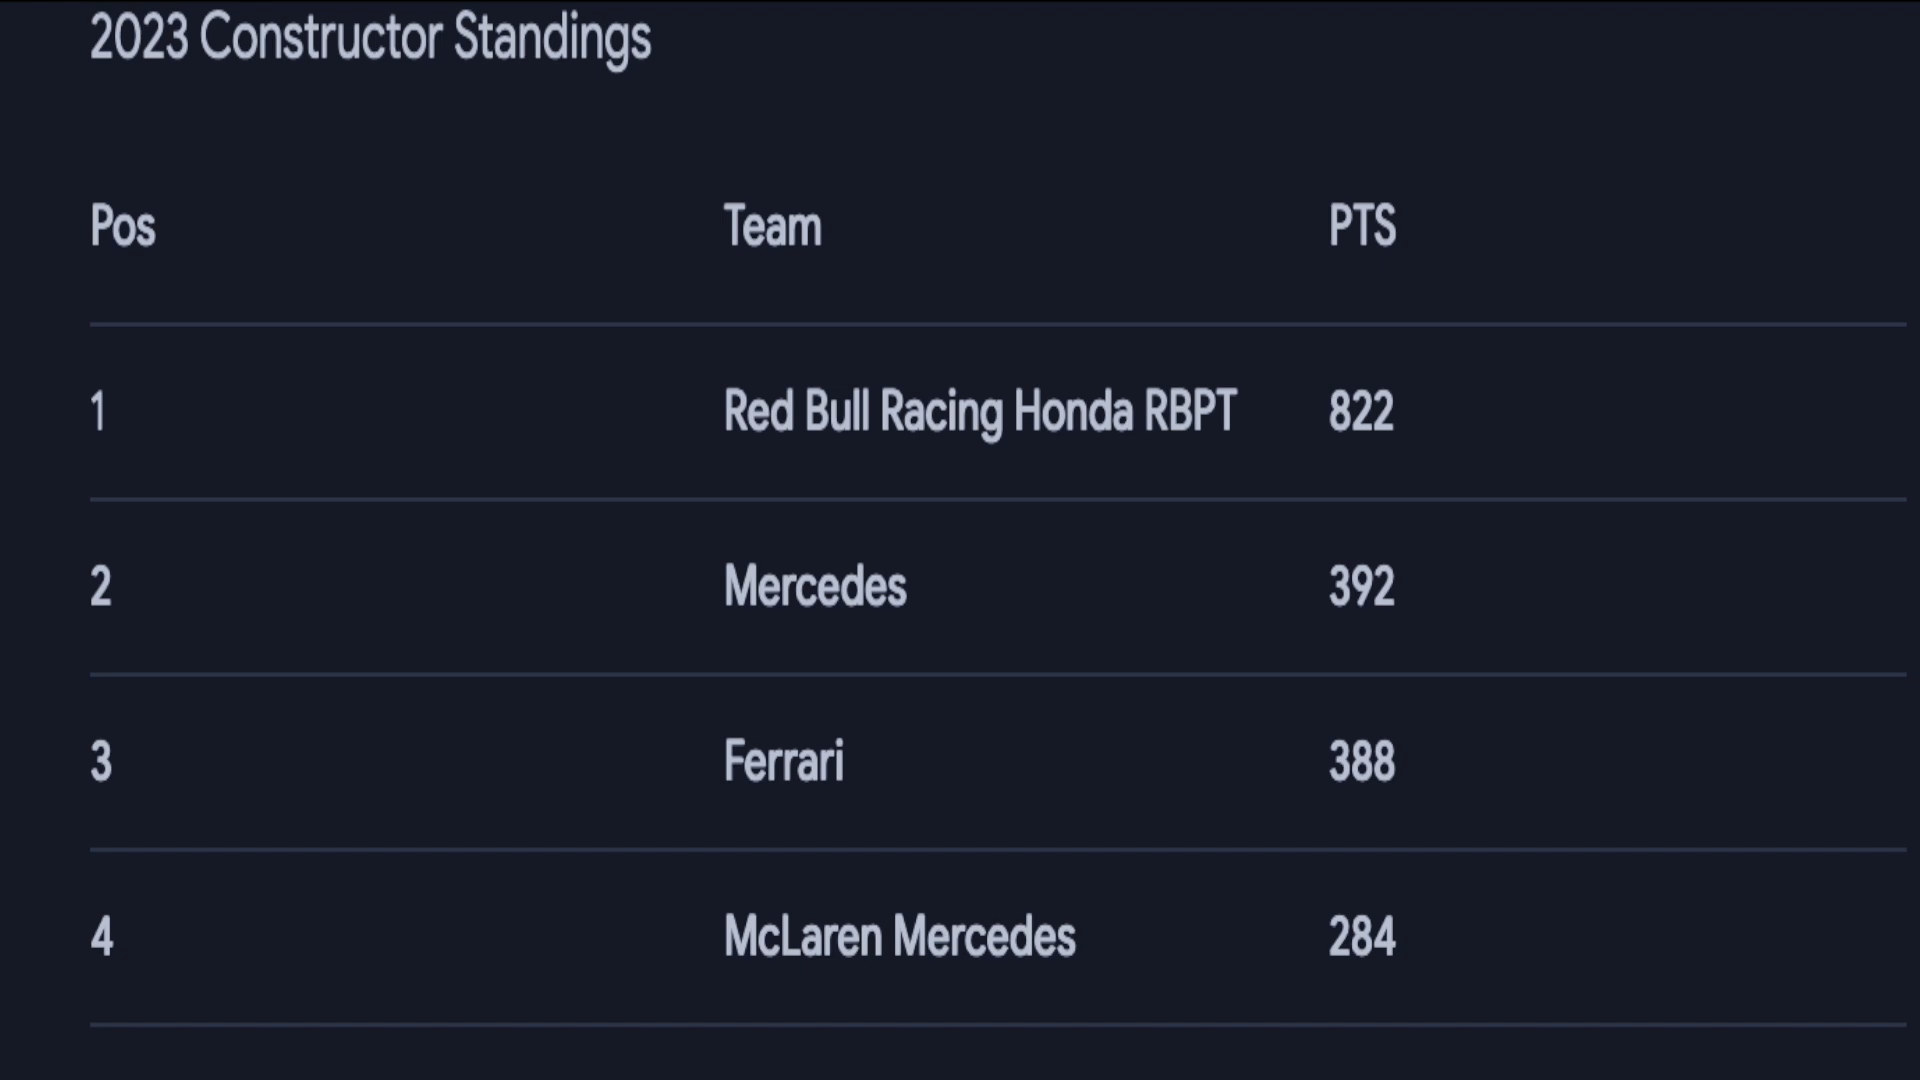 2023 Constructor Standings
Pos Team PTS
1 Red Bull Racing Honda RBPT 822
2 Mercedes 392
3 Ferrari 388
4 McLaren Mercedes 284